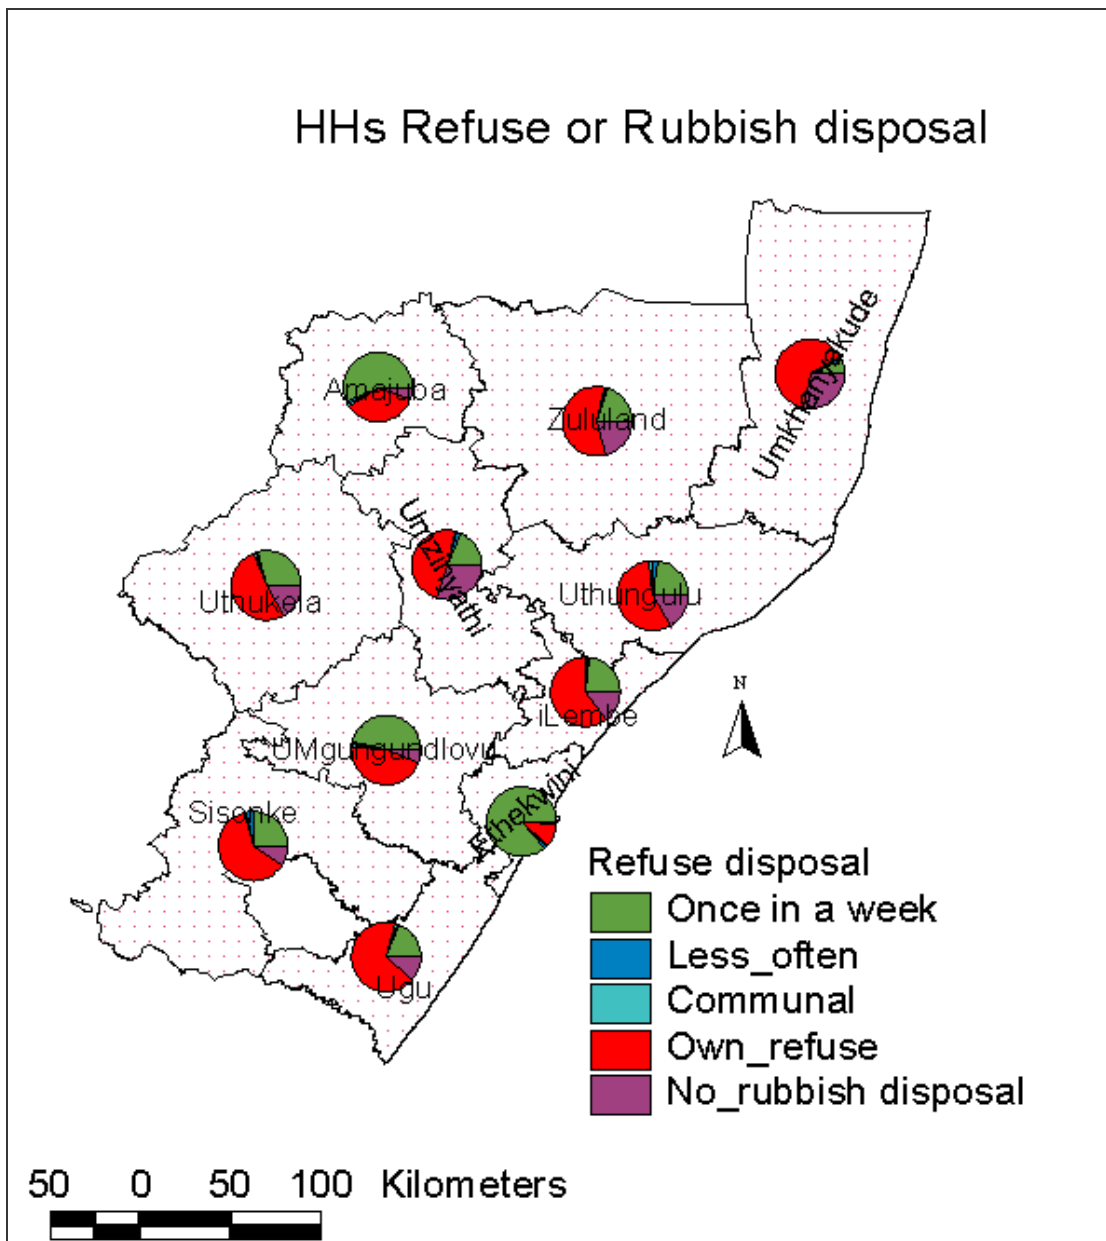 HHs Refuse or Rubbish disposal
Umkhanyakude
Amajuba
Zululand
Umzinyathi
Uthukela
Uthungulu
iLembe
N
UMgungundlovu
Ethekwini
Sisonke
Ugu
Refuse disposal
Once in a week
Less_often
Communal
Own_refuse
No_rubbish disposal
50 0 50 100 Kilometers